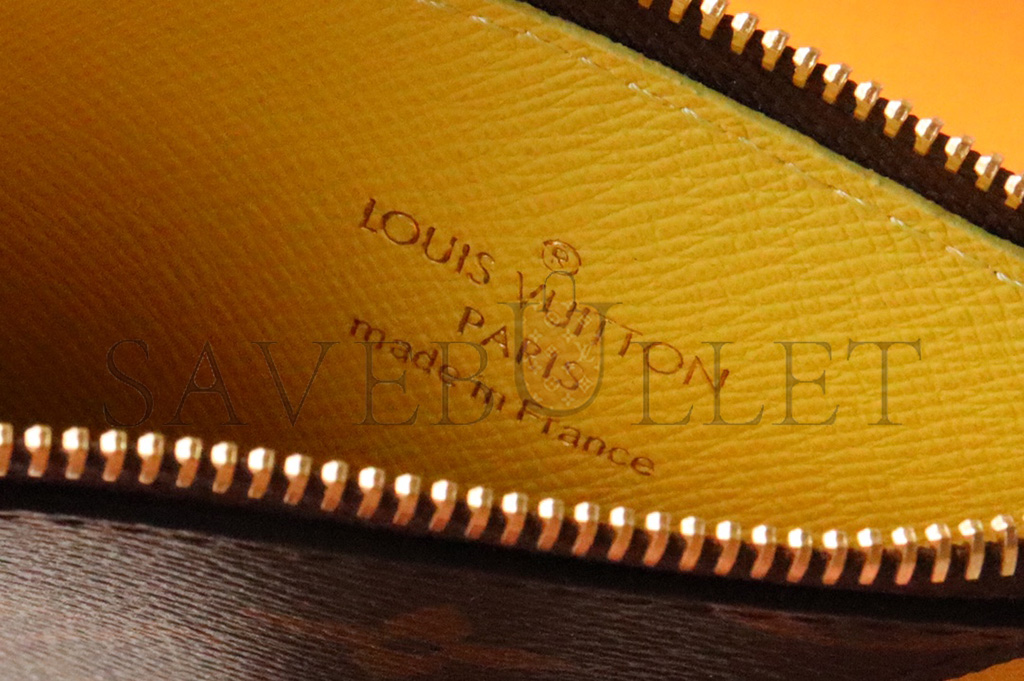 ®
LOUIS VUITTON
PARIS
made in France
SAVEBULLET